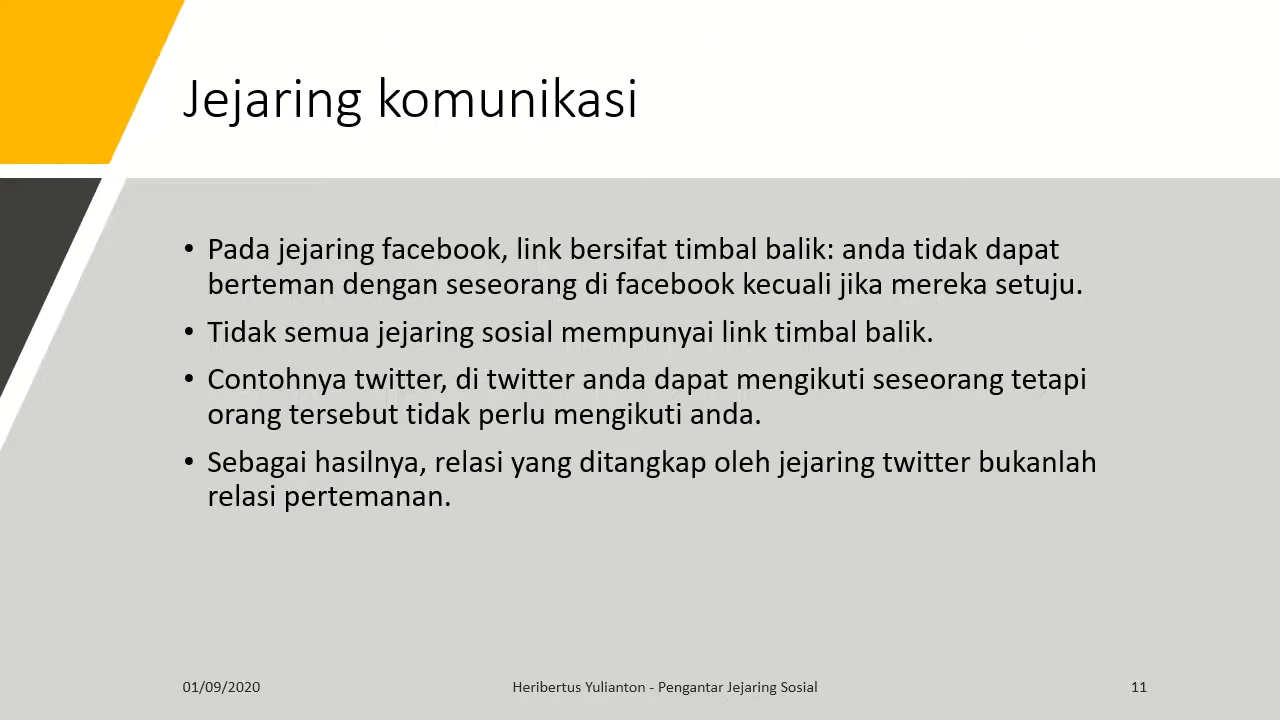 Jejaring komunikasi
• Pada jejaring facebook, link bersifat timbal balik: anda tidak dapat
berteman dengan seseorang di facebook kecuali jika mereka setuju.
• Tidak semua jejaring sosial mempunyai link timbal balik.
• Contohnya twitter, di twitter anda dapat mengikuti seseorang tetapi
orang tersebut tidak perlu mengikuti anda.
• Sebagai hasilnya, relasi yang ditangkap oleh jejaring twitter bukanlah
relasi pertemanan.
01/09/2020
Heribertus Yulianton - Pengantar Jejaring Sosial
11